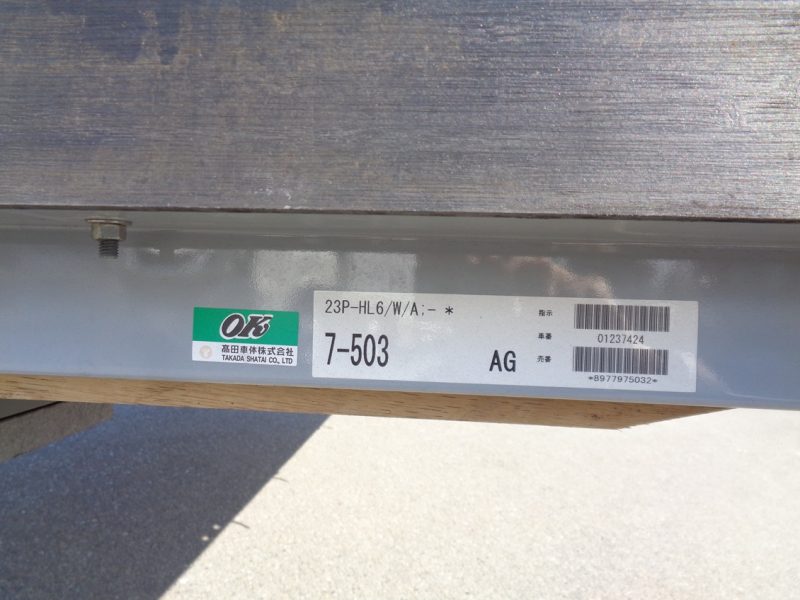 OK
髙田車体株式会社
TAKADA SHATAI CO., LTD
23P-HL6/W/A;- *
7-503
AG
指示
車番
01237424
売番
*8977975032*